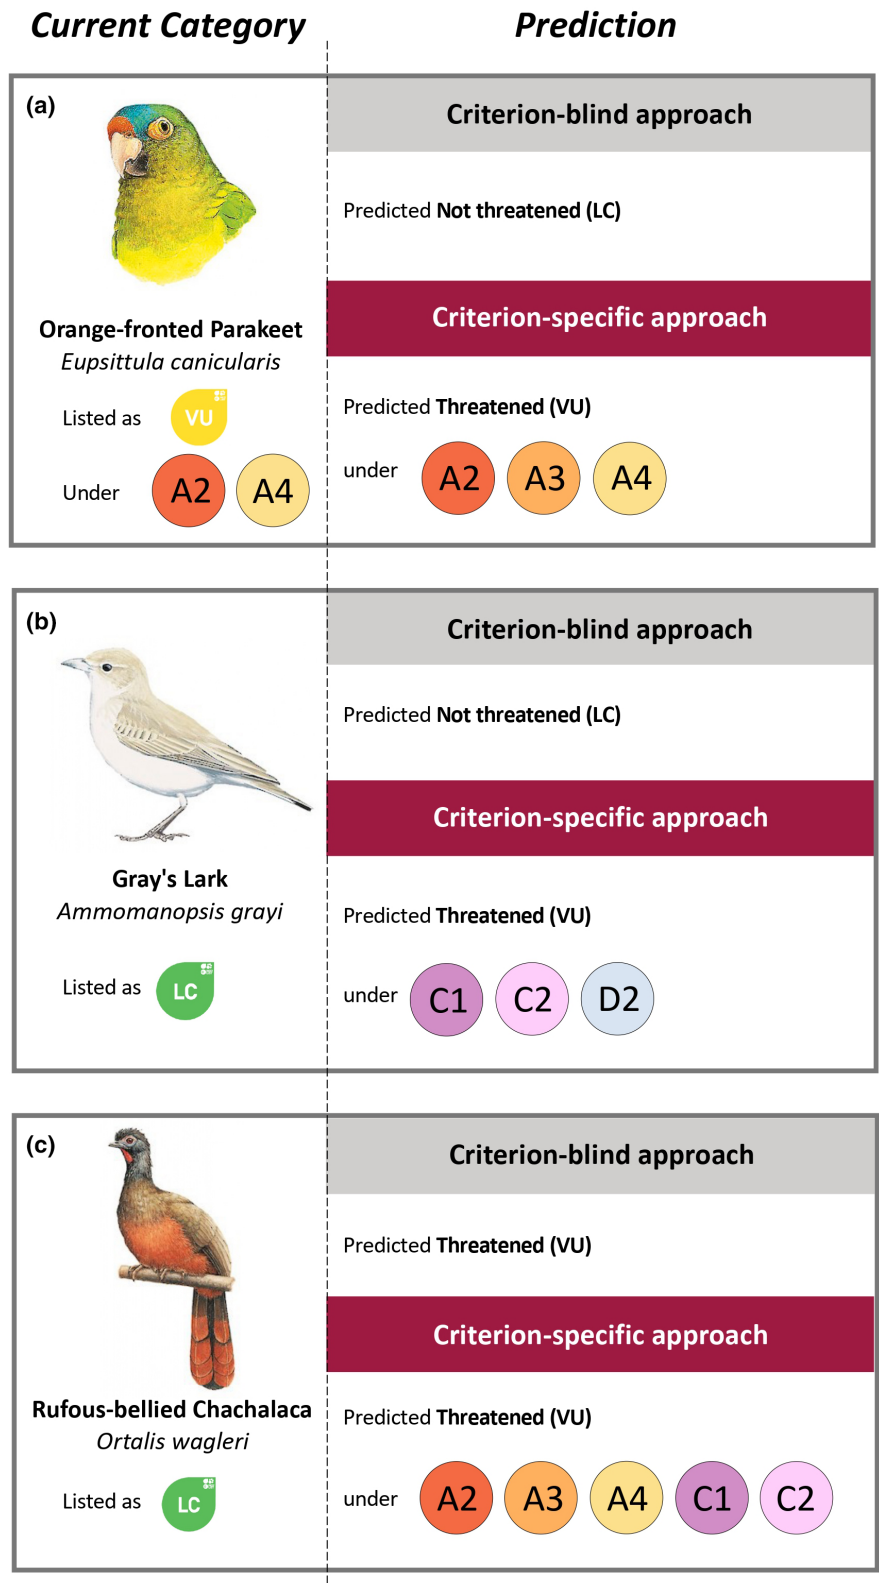 Current Category
Prediction
(a)
Criterion-blind approach
Predicted Not threatened (LC)
Criterion-specific approach
Orange-fronted Parakeet
Eupsittula canicularis
Listed as VU
Predicted Threatened (VU)
Under A2 A4
under A2 A3 A4
(b)
Criterion-blind approach
Predicted Not threatened (LC)
Criterion-specific approach
Gray's Lark
Ammomanopsis grayi
Predicted Threatened (VU)
Listed as LC
under C1 C2 D2
(c)
Criterion-blind approach
Predicted Threatened (VU)
Criterion-specific approach
Rufous-bellied Chachalaca
Ortalis wagleri
Predicted Threatened (VU)
Listed as LC
under A2 A3 A4 C1 C2